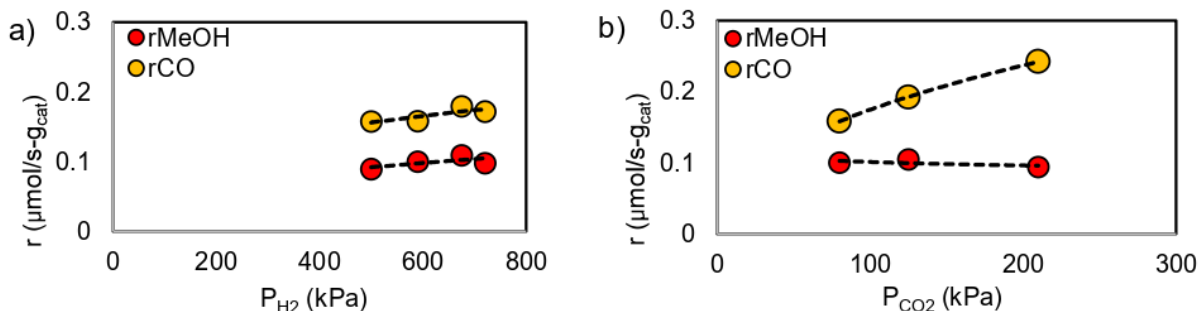 a)
r (μmol/s-gcat)
0.3
0.2
0.1
0
rMeOH
rCO
0 200 400 600 800
PH2 (kPa)
b)
r (μmol/s-gcat)
0.3
0.2
0.1
0
rMeOH
rCO
0 100 200 300
PCO2 (kPa)